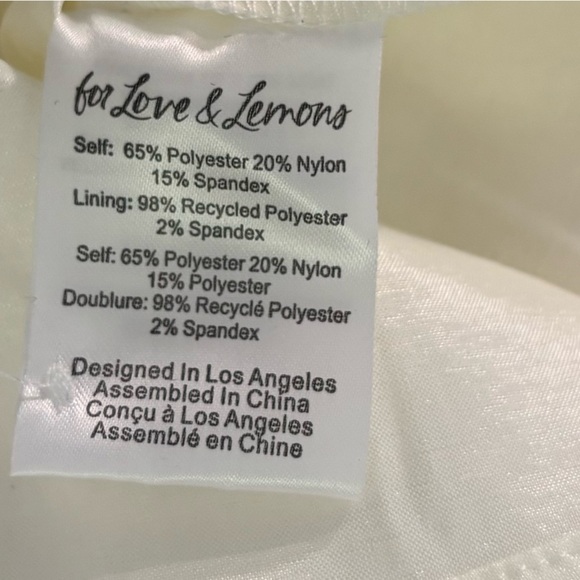 for Love & Lemons
Self: 65% Polyester 20% Nylon
15% Spandex
Lining: 98% Recycled Polyester
2% Spandex
Self: 65% Polyester 20% Nylon
15% Polyester
Doublure: 98% Recyclé Polyester
2% Spandex
Designed In Los Angeles
Assembled In China
Conçu à Los Angeles
Assemblé en Chine